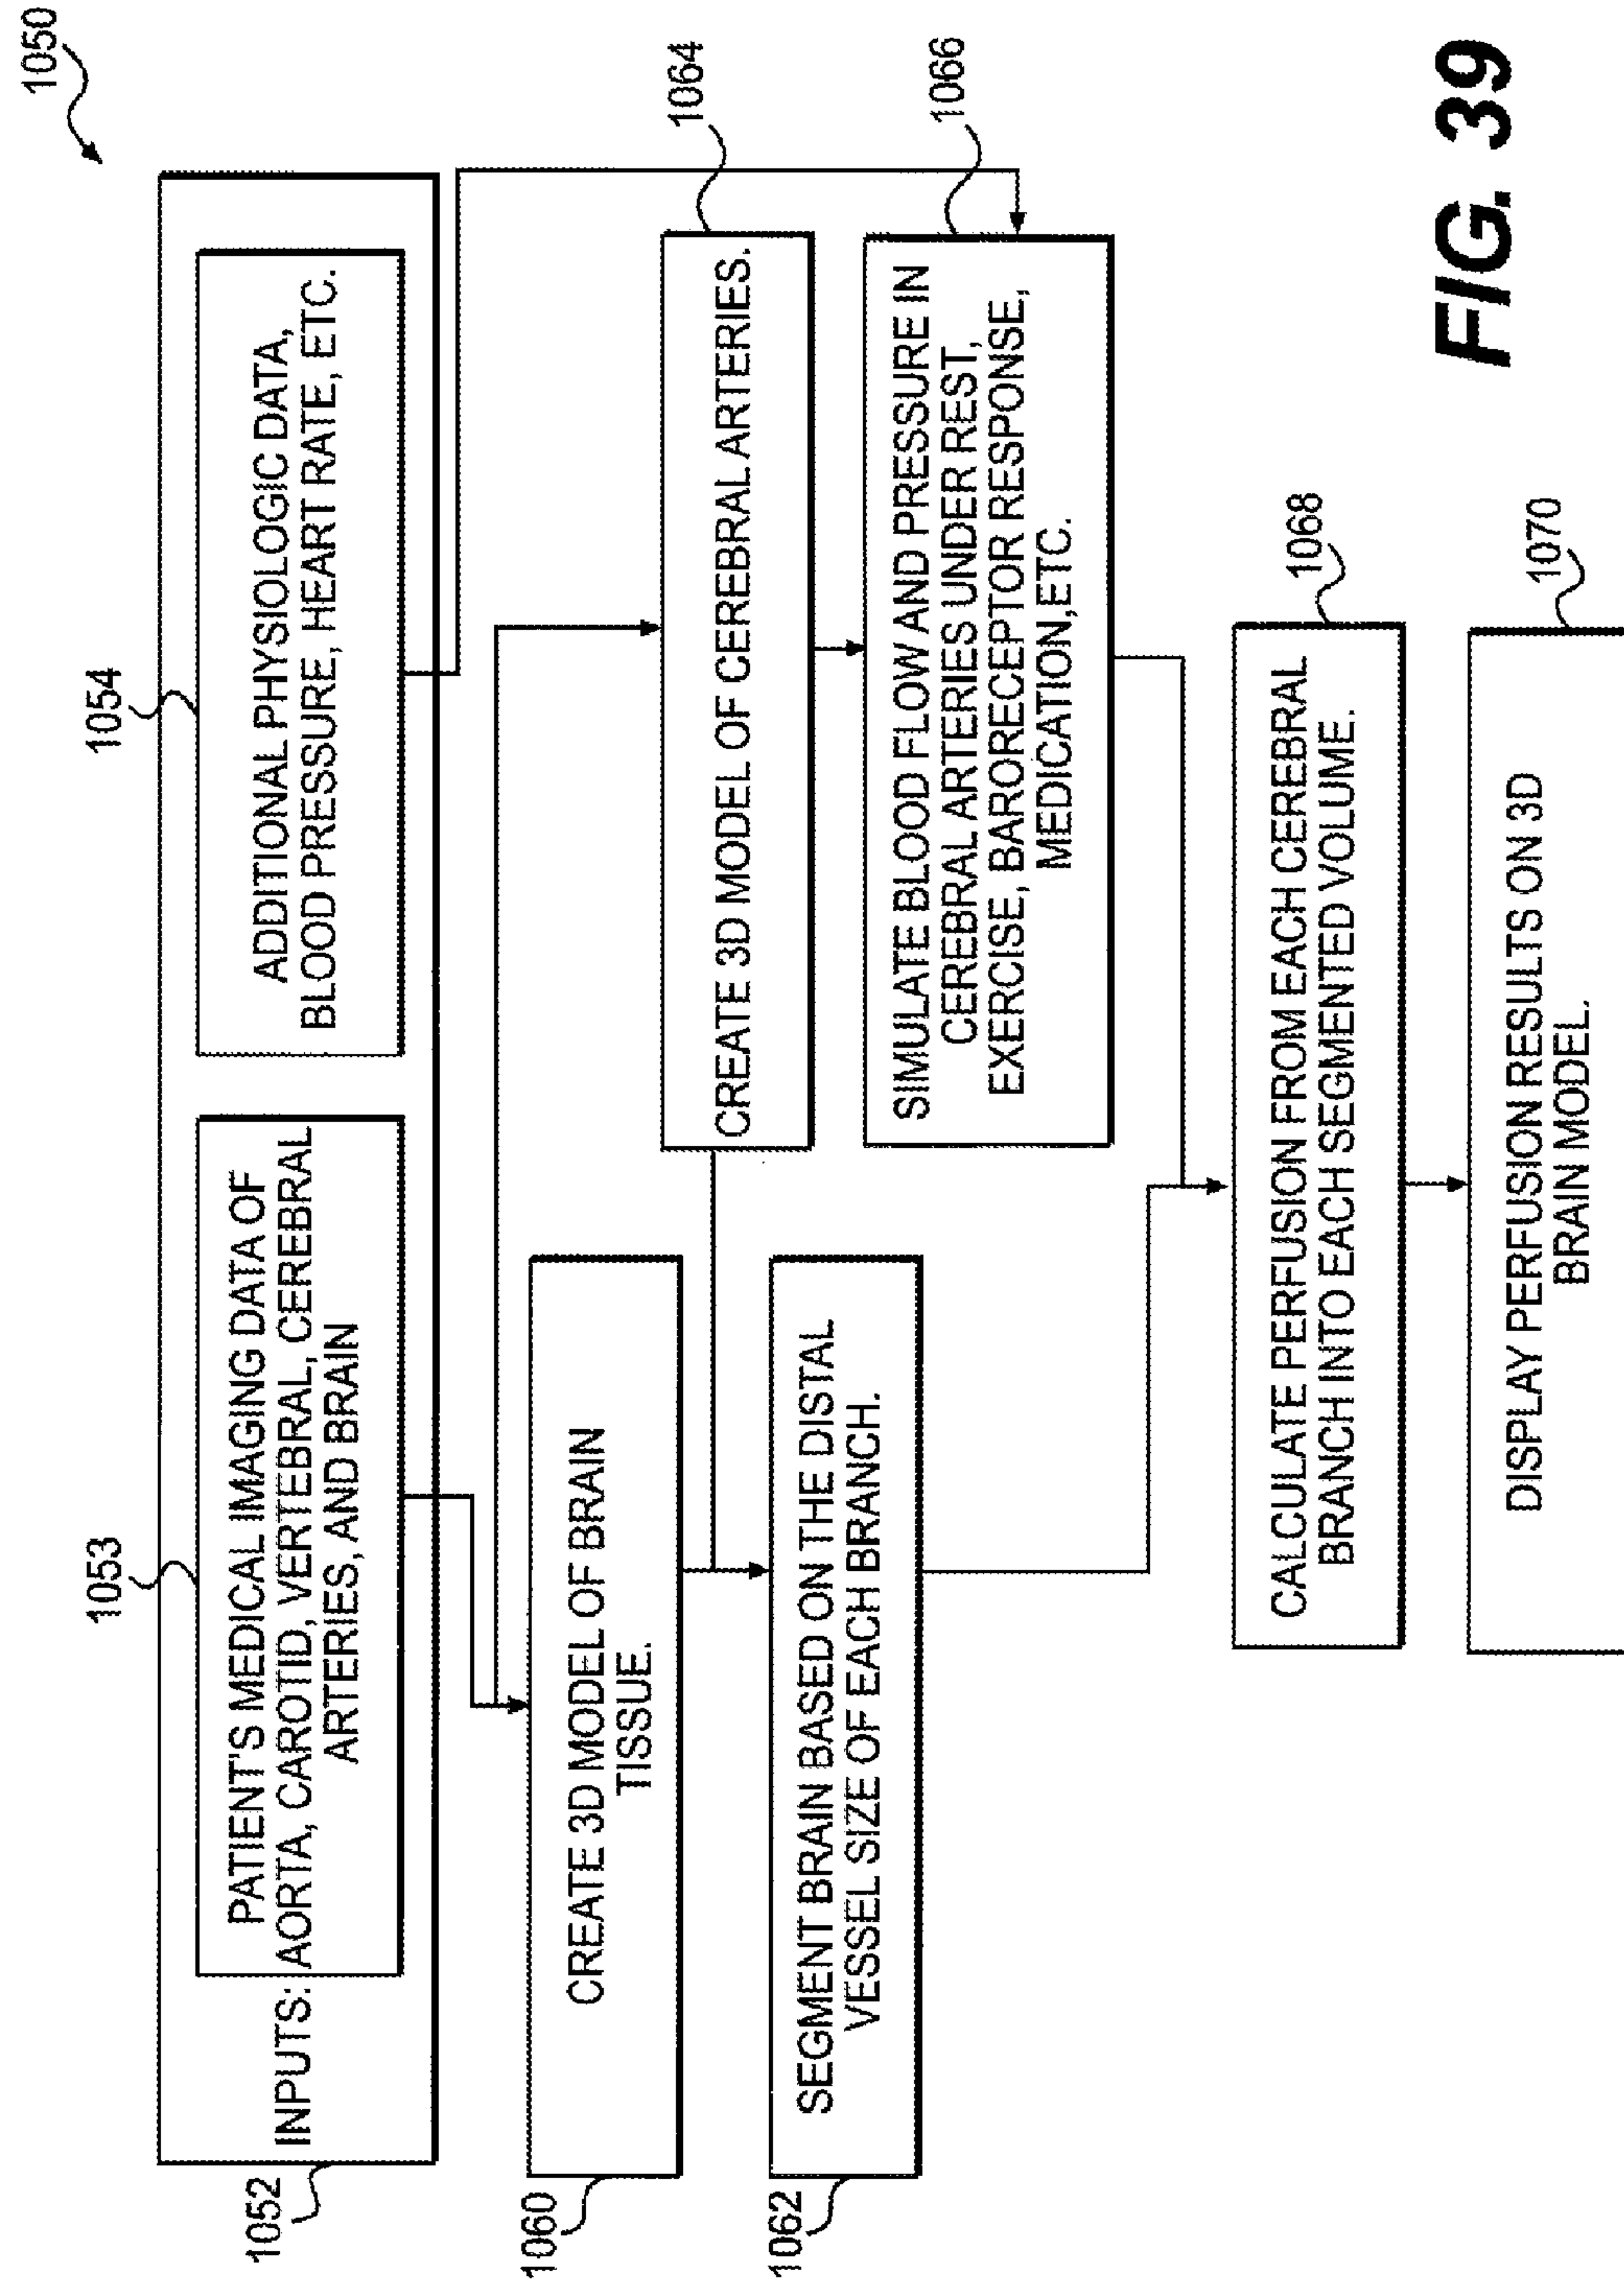 1050
1053
1054
1052
INPUTS:
PATIENT'S MEDICAL IMAGING DATA OF
AORTA, CAROTID, VERTEBRAL, CEREBRAL
ARTERIES, AND BRAIN
ADDITIONAL PHYSIOLOGIC DATA,
BLOOD PRESSURE, HEART RATE, ETC.
1060
CREATE 3D MODEL OF BRAIN
TISSUE.
1064
CREATE 3D MODEL OF CEREBRAL ARTERIES.
1062
SEGMENT BRAIN BASED ON THE DISTAL
VESSEL SIZE OF EACH BRANCH.
1066
SIMULATE BLOOD FLOW AND PRESSURE IN
CEREBRAL ARTERIES UNDER REST,
EXERCISE, BARORECEPTOR RESPONSE,
MEDICATION,ETC.
1068
CALCULATE PERFUSION FROM EACH CEREBRAL
BRANCH INTO EACH SEGMENTED VOLUME.
1070
DISPLAY PERFUSION RESULTS ON 3D
BRAIN MODEL.
FIG. 39